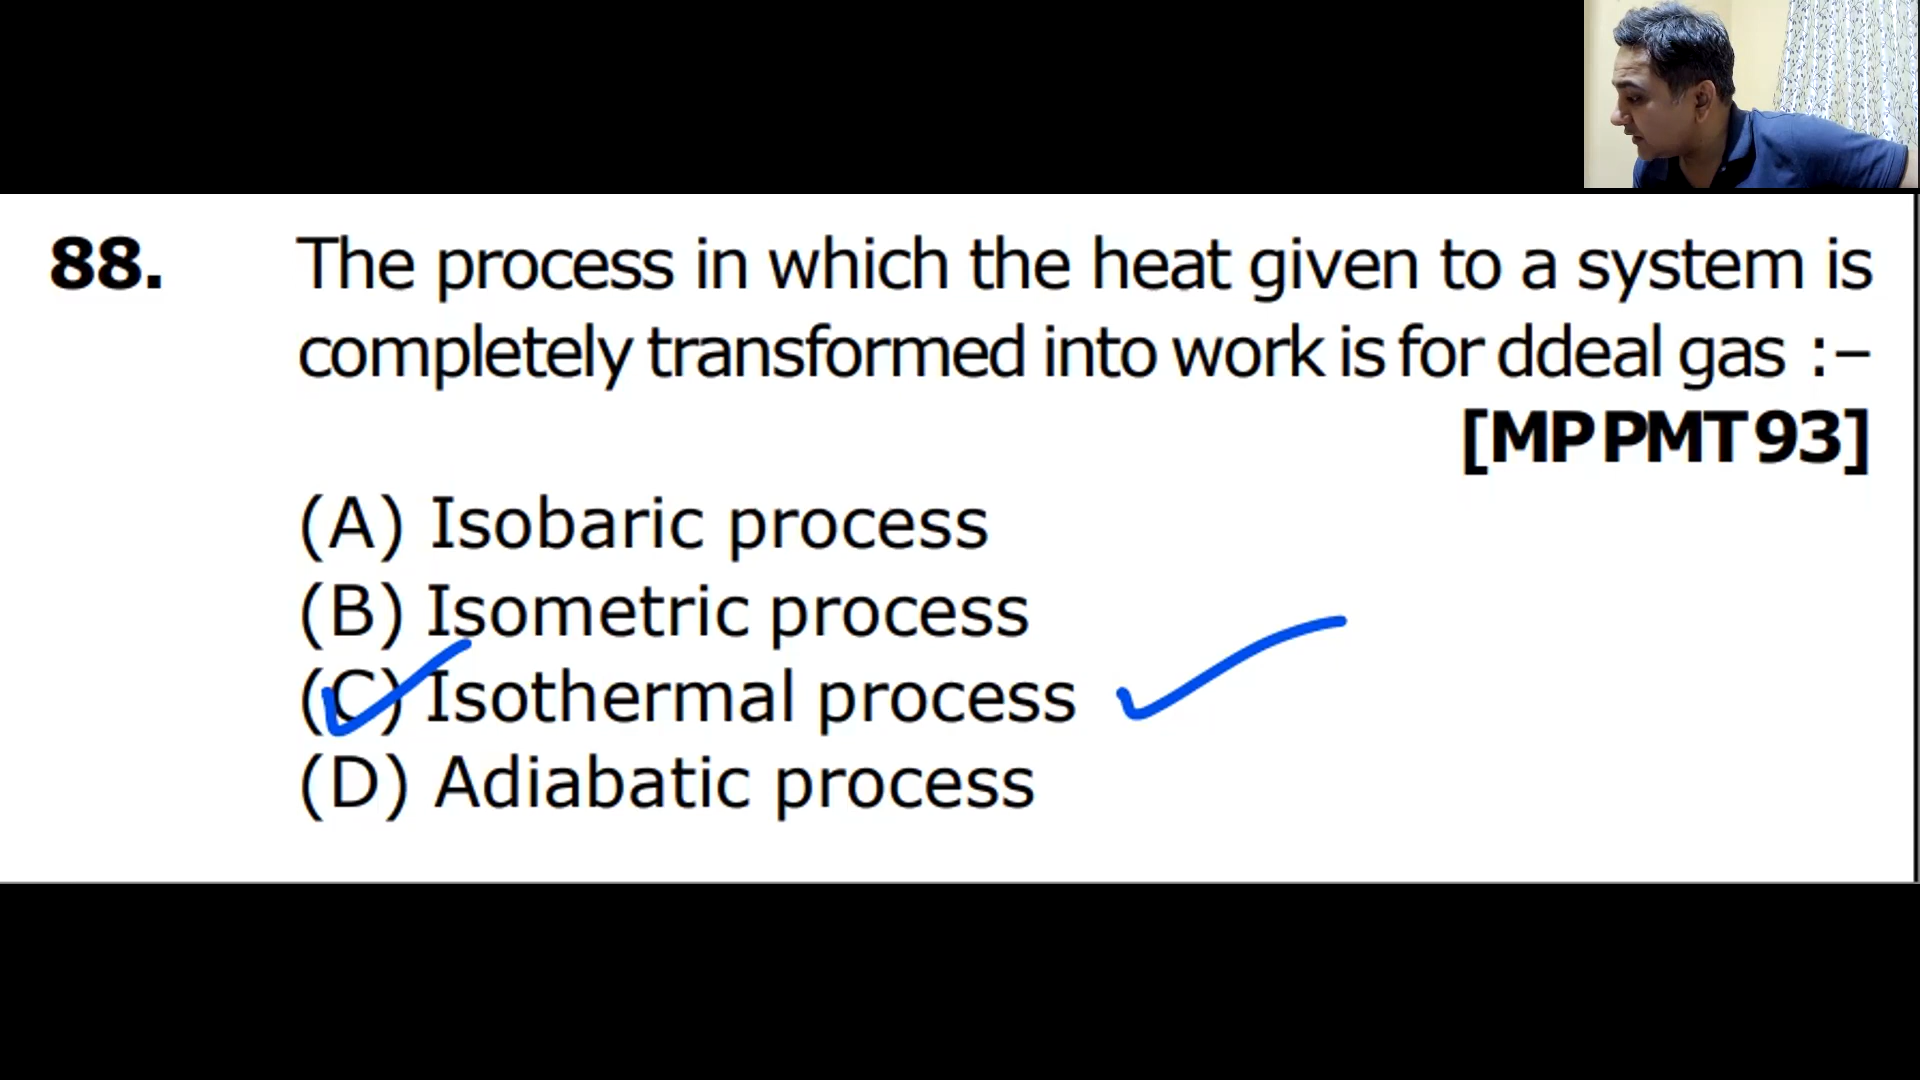 88. The process in which the heat given to a system is
completely transformed into work is for ddeal gas :–
[MP PMT 93]
(A) Isobaric process
(B) Isometric process
(C) Isothermal process
(D) Adiabatic process